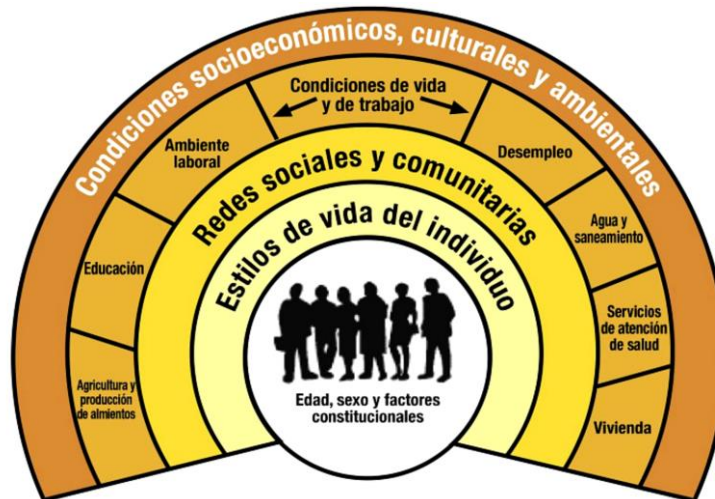 Condiciones socioeconómicos, culturales y ambientales
Condiciones de vida
y de trabajo
Ambiente
laboral
Desempleo
Educación
Agua y
saneamiento
Agricultura y
producción
de almientos
Servicios
de atención
de salud
Vivienda
Redes sociales y comunitarias
Estilos de vida del individuo
Edad, sexo y factores
constitucionales